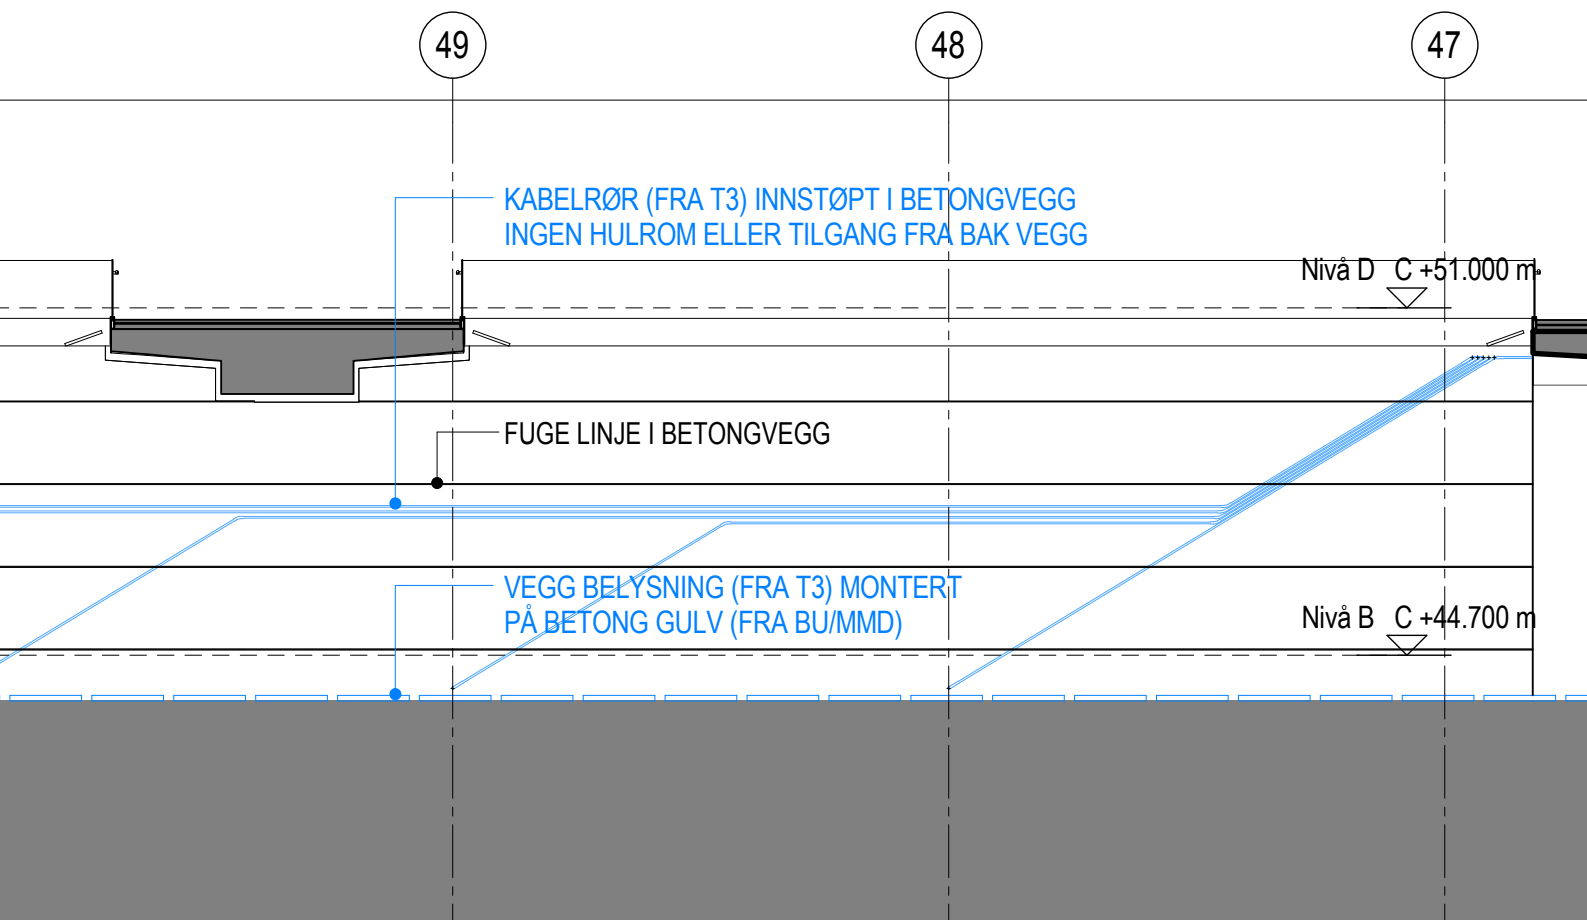 49
48
47
KABELRØR (FRA T3) INNSTØPT I BETONGVEGG
INGEN HULROM ELLER TILGANG FRA BAK VEGG
Nivå D C +51.000 m
FUGE LINJE I BETONGVEGG
VEGG BELYSNING (FRA T3) MONTERT
PÅ BETONG GULV (FRA BU/MMD)
Nivå B C +44.700 m